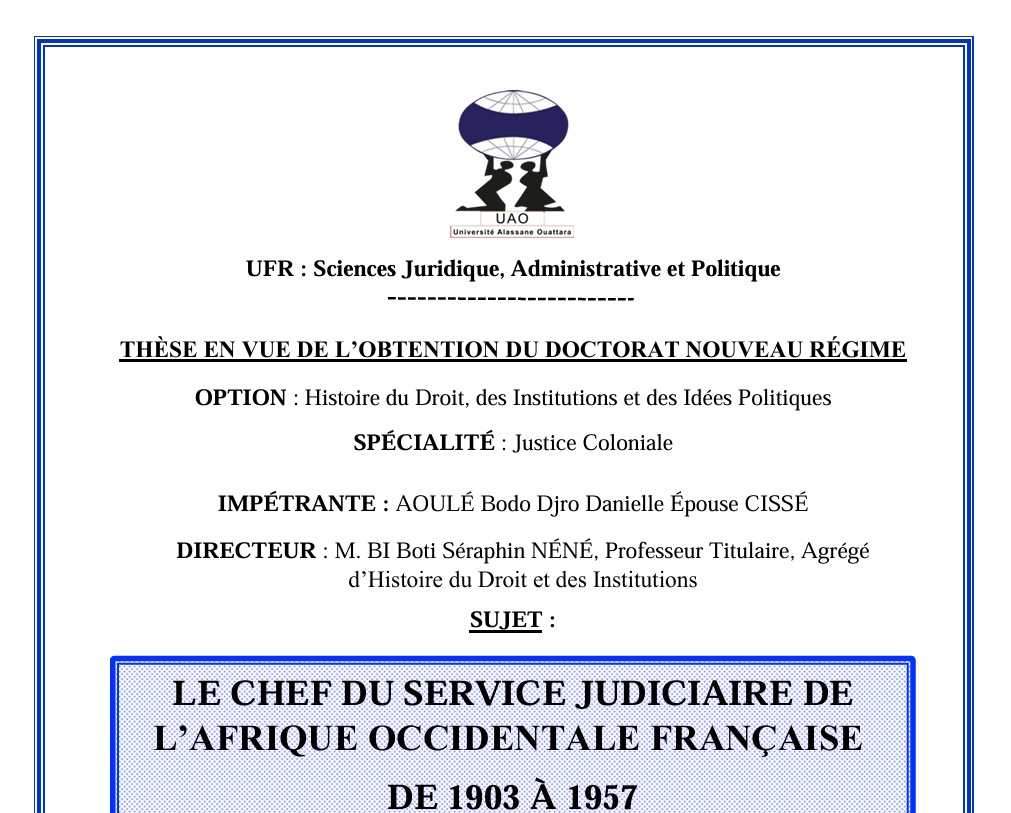 UAO
Université Alassane Ouattara
UFR : Sciences Juridique, Administrative et Politique
-------------------------
THÈSE EN VUE DE L’OBTENTION DU DOCTORAT NOUVEAU RÉGIME
OPTION : Histoire du Droit, des Institutions et des Idées Politiques
SPÉCIALITÉ : Justice Coloniale
IMPÉTRANTE : AOULÉ Bodo Djro Danielle Épouse CISSÉ
DIRECTEUR : M. BI Boti Séraphin NÉNÉ, Professeur Titulaire, Agrégé
d’Histoire du Droit et des Institutions
SUJET :
LE CHEF DU SERVICE JUDICIAIRE DE
L’AFRIQUE OCCIDENTALE FRANÇAISE
DE 1903 À 1957